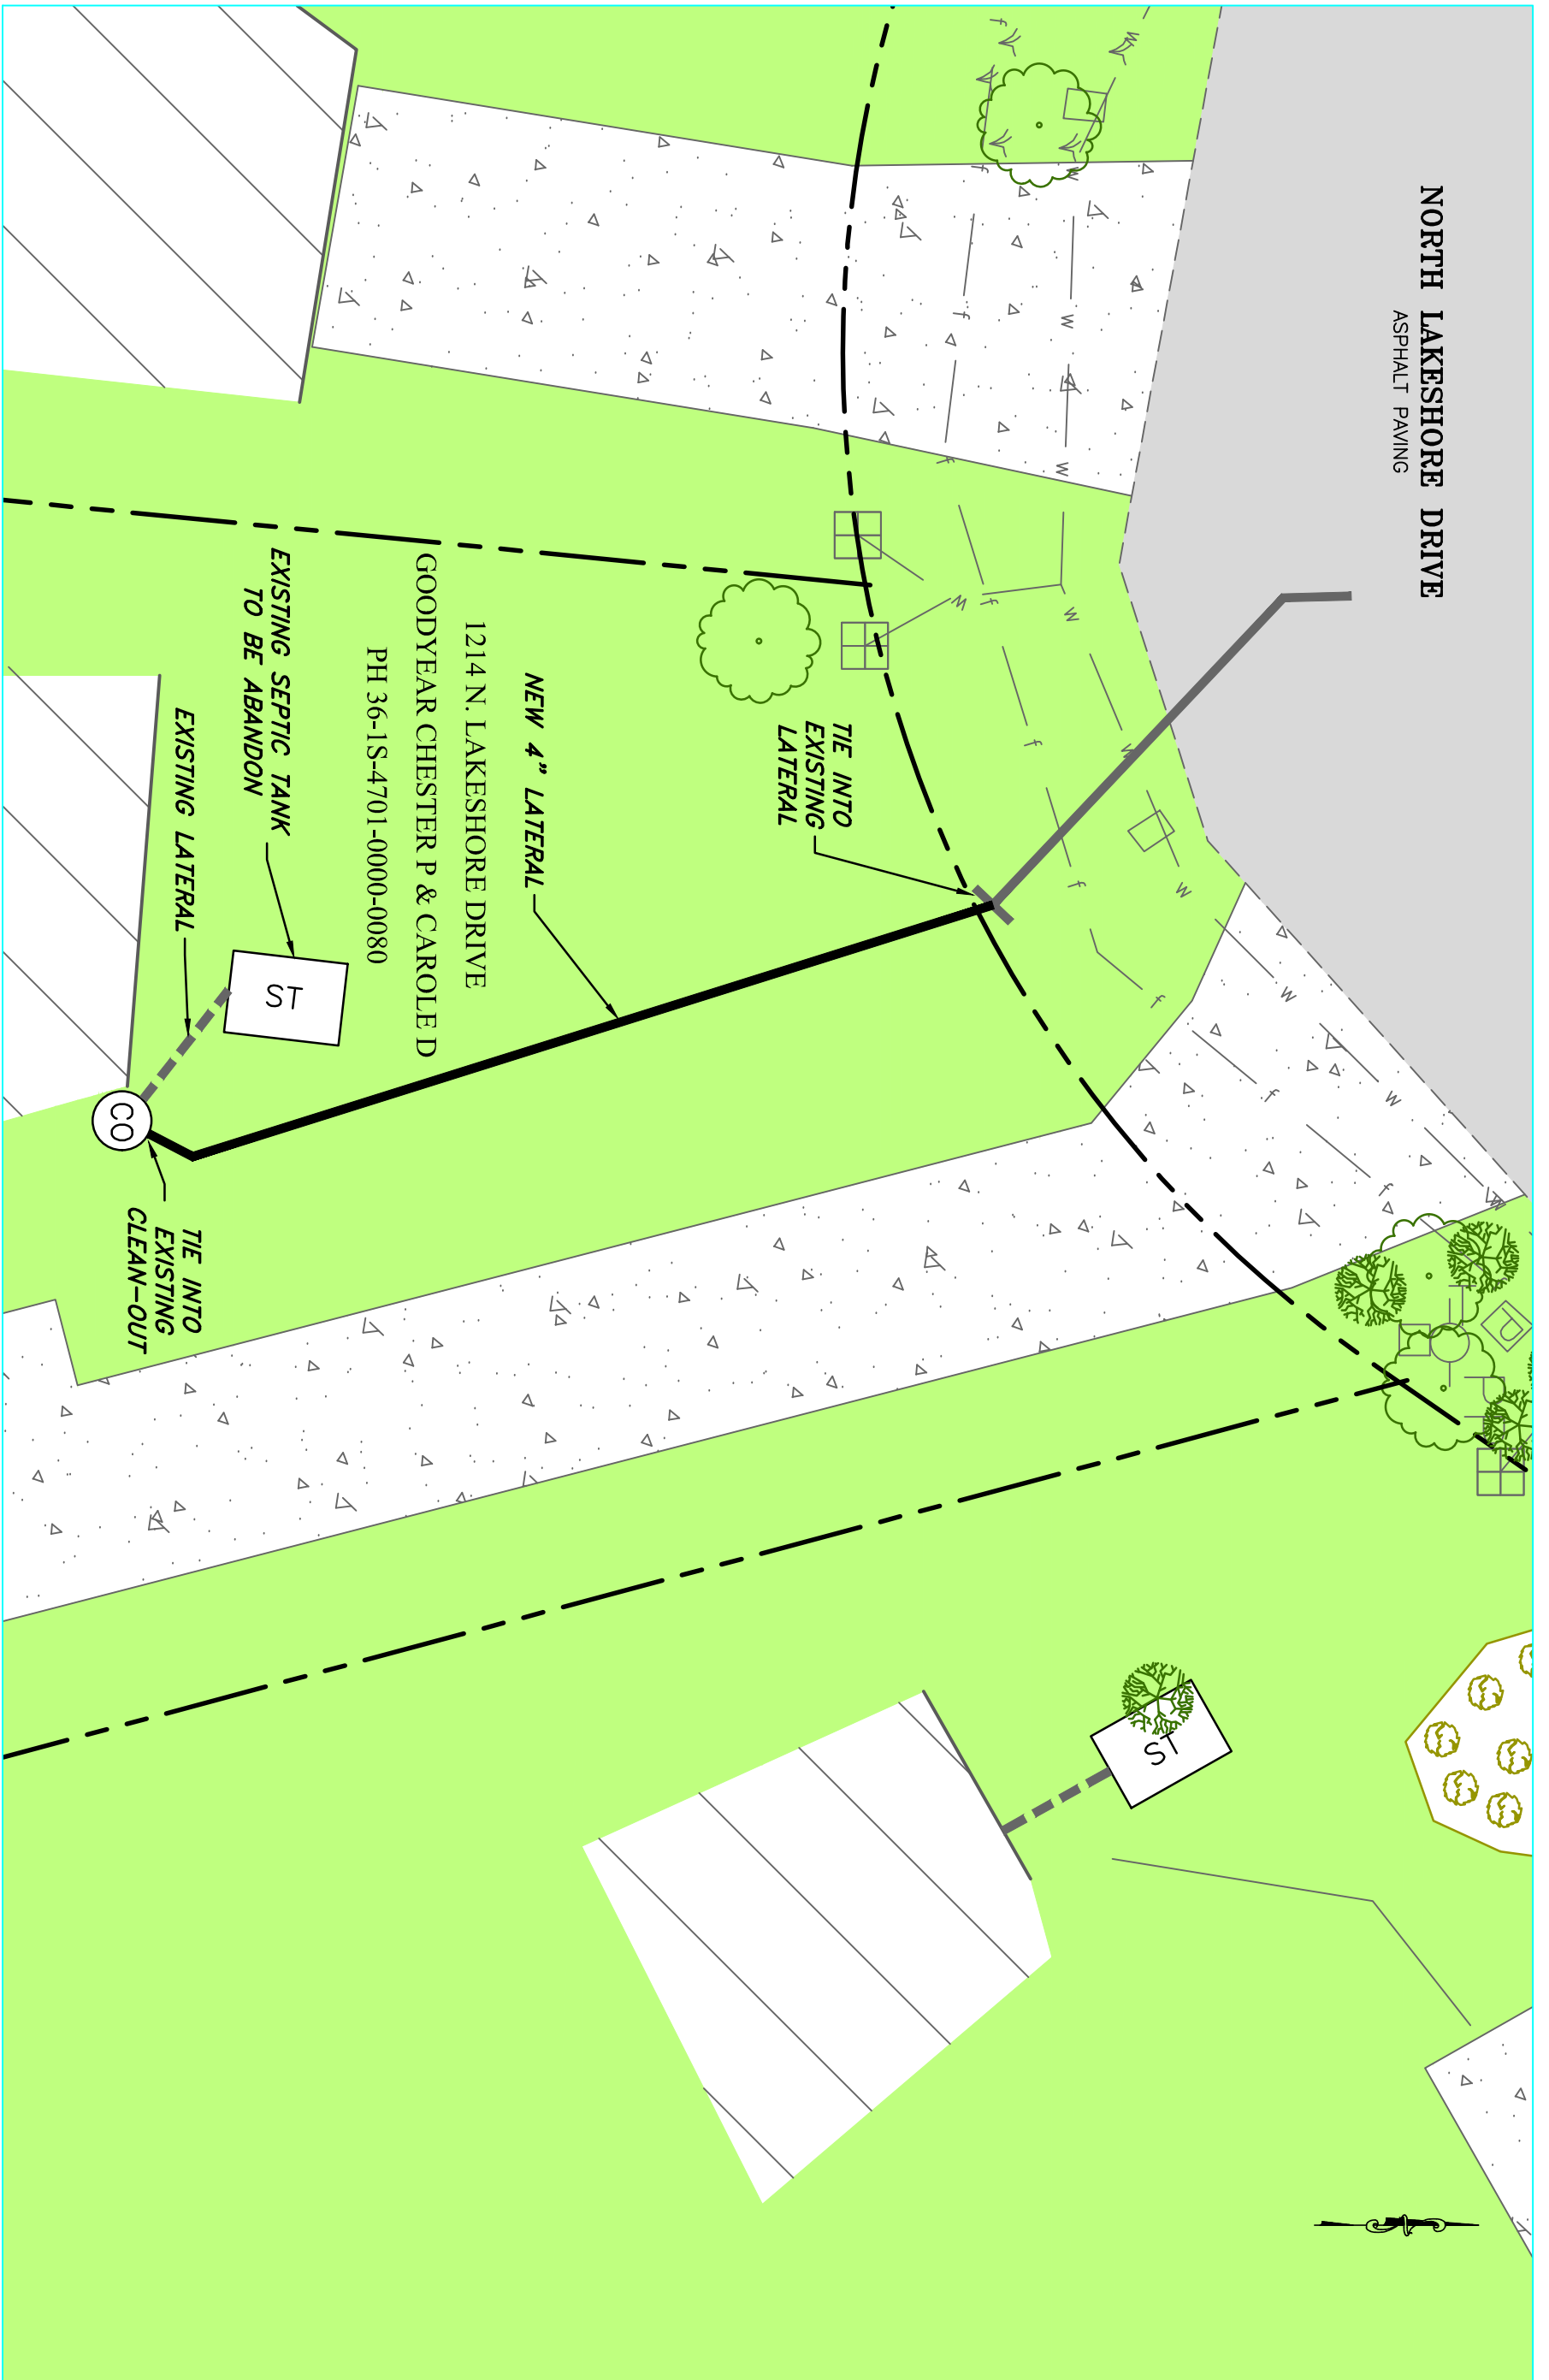 NORTH LAKESHORE DRIVE
ASPHALT PAVING
TIE INTO
EXISTING
LATERAL
NEW 4" LATERAL
1214 N. LAKESHORE DRIVE
GOODYEAR CHESTER P & CAROLE D
PH 36-1S-4701-0000-0080
EXISTING SEPTIC TANK
TO BE ABANDON
EXISTING LATERAL
ST
CO
TIE INTO
EXISTING
CLEAN-OUT
ST
P
f
W
f
W
f
W
f
W
W
f
W
f
W
f
W
f
W
f
W
f
W